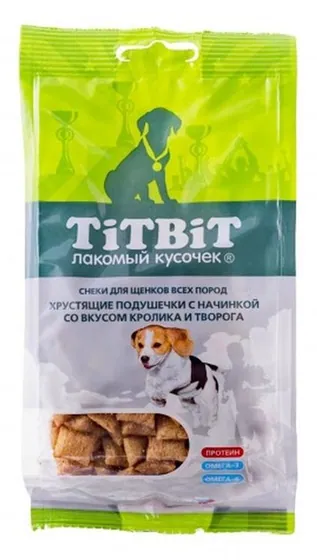 TiTBiT
лакомый кусочек®
СНЕКИ ДЛЯ ЩЕНКОВ ВСЕХ ПОРОД
ХРУСТЯЩИЕ ПОДУШЕЧКИ С НАЧИНКОЙ
СО ВКУСОМ КРОЛИКА И ТВОРОГА
ПРОТЕИН
ОМЕГА-3
ОМЕГА-6